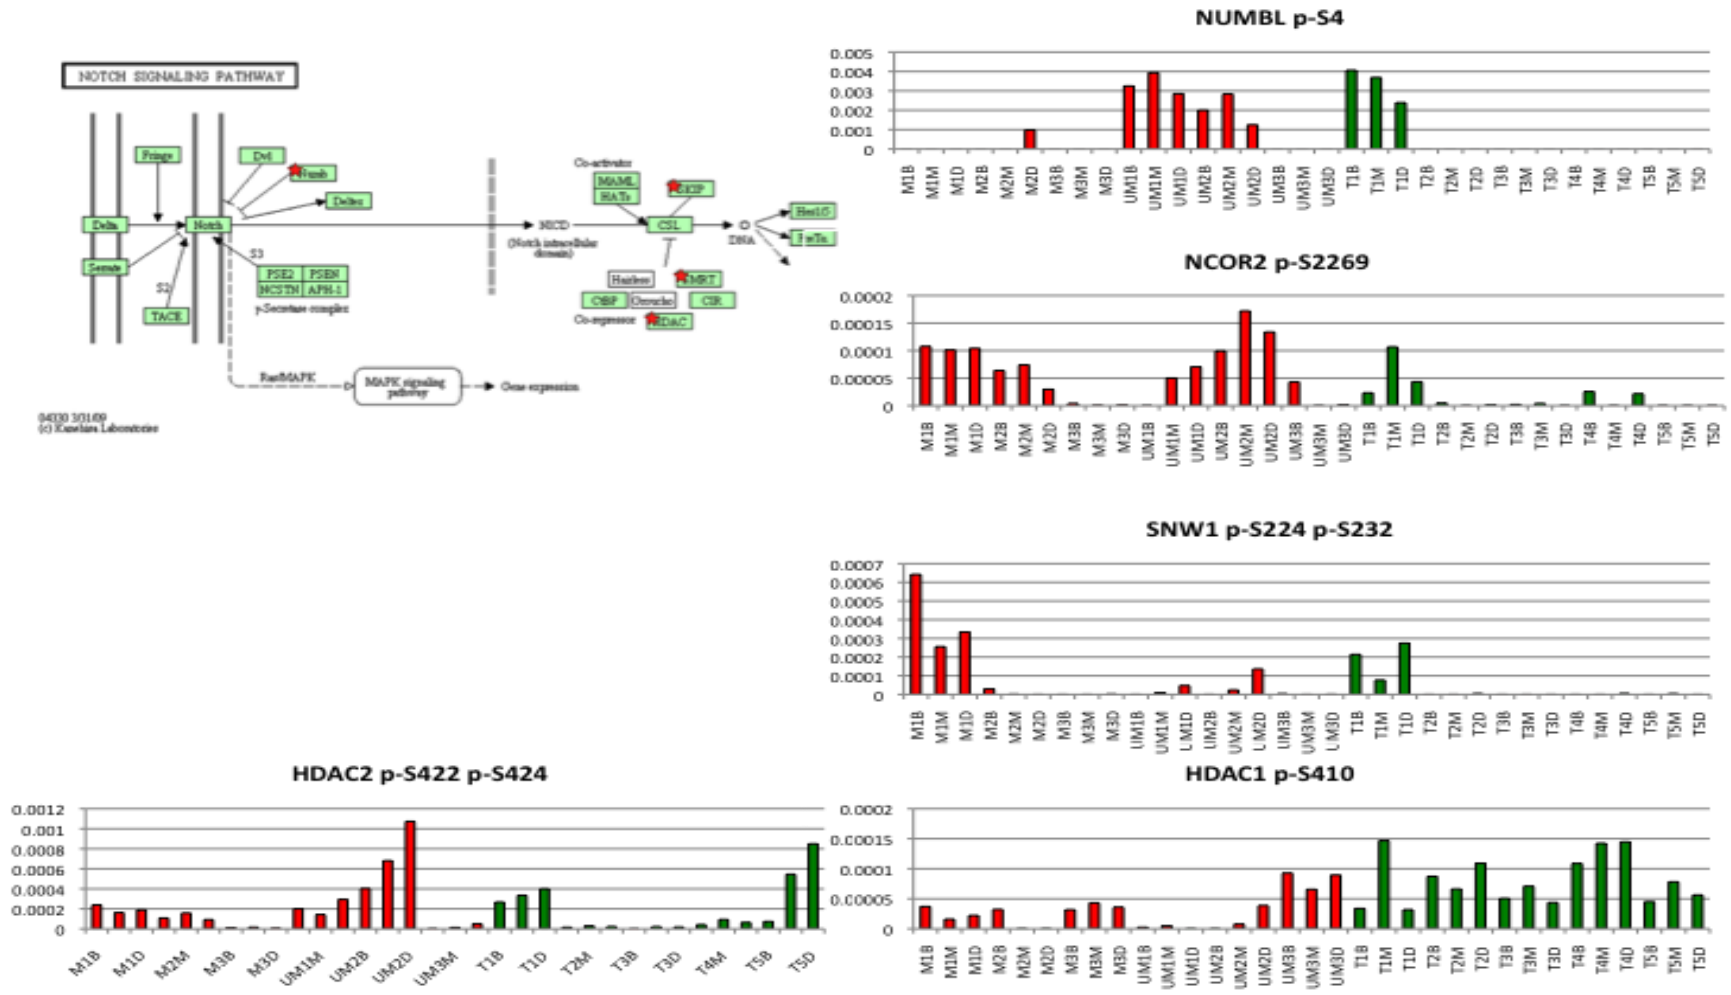 NOTCH SIGNALING PATHWAY
Fringe
Dvl
Numb
Deltex
Delta
Notch
Serrate
S2
S3
TACE
PSE2 PSEN
NCSTN APH-1
γ-Secretase complex
NICD
(Notch intracellular
domain)
Co-activator
MAML
HATs
SKIP
CSL
DNA
Hes1/5
PreTα
Hairless
SMRT
CtBP Groucho CIR
Co-repressor HDAC
Ras/MAPK
MAPK signaling
pathway
Gene expression
04330 3/31/09
(c) Kanehisa Laboratories
NUMBL p-S4
0.005
0.004
0.003
0.002
0.001
0
M1B M1M M1D M2B M2M M2D M3B M3M M3D UM1B UM1M UM1D UM2B UM2M UM2D UM3B UM3M UM3D T1B T1M T1D T2B T2M T2D T3B T3M T3D T4B T4M T4D T5B T5M T5D
NCOR2 p-S2269
0.0002
0.00015
0.0001
0.00005
0
M1B M1M M1D M2B M2M M2D M3B M3M M3D UM1B UM1M UM1D UM2B UM2M UM2D UM3B UM3M UM3D T1B T1M T1D T2B T2M T2D T3B T3M T3D T4B T4M T4D T5B T5M T5D
SNW1 p-S224 p-S232
0.0007
0.0006
0.0005
0.0004
0.0003
0.0002
0.0001
0
M1B M1M M1D M2B M2M M2D M3B M3M M3D UM1B UM1M UM1D UM2B UM2M UM2D UM3B UM3M UM3D T1B T1M T1D T2B T2M T2D T3B T3M T3D T4B T4M T4D T5B T5M T5D
HDAC2 p-S422 p-S424
0.0012
0.001
0.0008
0.0006
0.0004
0.0002
0
M1B M1D M2M M3B M3D UM1M UM2B UM2D UM3M T1B T1D T2M T3B T3D T4M T5B T5D
HDAC1 p-S410
0.0002
0.00015
0.0001
0.00005
0
M1B M1M M1D M2B M2M M2D M3B M3M M3D UM1B UM1M UM1D UM2B UM2M UM2D UM3B UM3M UM3D T1B T1M T1D T2B T2M T2D T3B T3M T3D T4B T4M T4D T5B T5M T5D